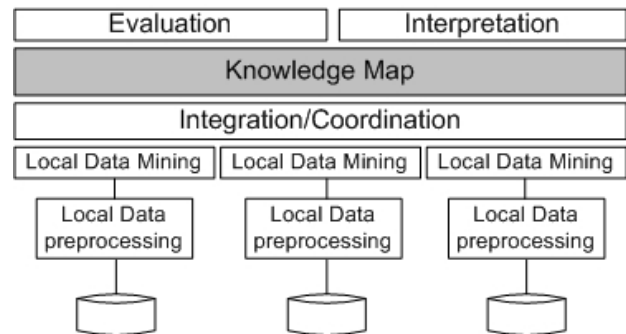 Evaluation
Interpretation
Knowledge Map
Integration/Coordination
Local Data Mining
Local Data Mining
Local Data Mining
Local Data
preprocessing
Local Data
preprocessing
Local Data
preprocessing